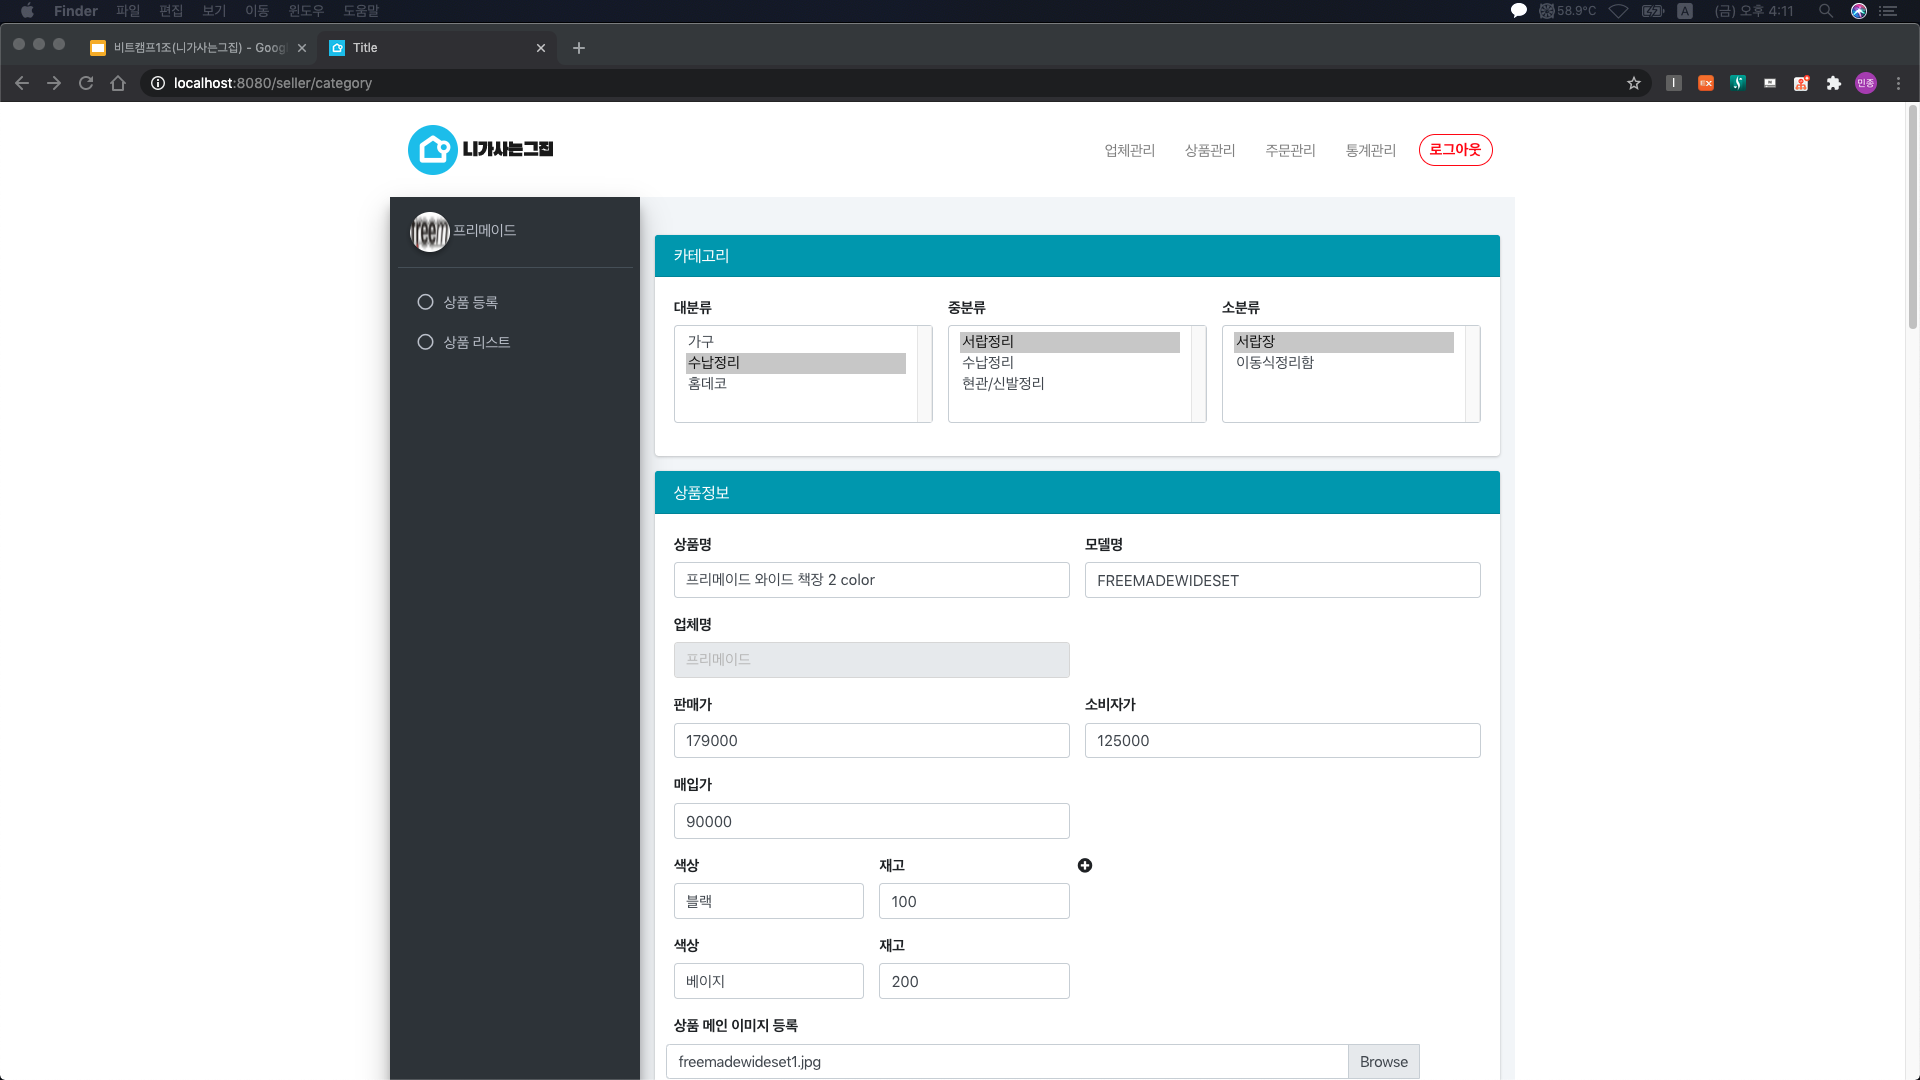 Finder 파일 편집 보기 이동 윈도우 도움말 58.9°C A (금) 오후 4:11
비트캠프1조(니가사는그집) - Goog Title
localhost:8080/seller/category EX 민종
니가사는그집 업체관리 상품관리 주문관리 통계관리 로그아웃
reem 프리메이드
상품 등록
상품 리스트
카테고리
대분류 중분류 소분류
가구 서랍정리 서랍장
수납정리 수납정리 이동식정리함
홈데코 현관/신발정리
상품정보
상품명 모델명
프리메이드 와이드 책장 2 color FREEMADEWIDESET
업체명
프리메이드
판매가 소비자가
179000 125000
매입가
90000
색상 재고
블랙 100
색상 재고
베이지 200
상품 메인 이미지 등록
freemadewideset1.jpg Browse